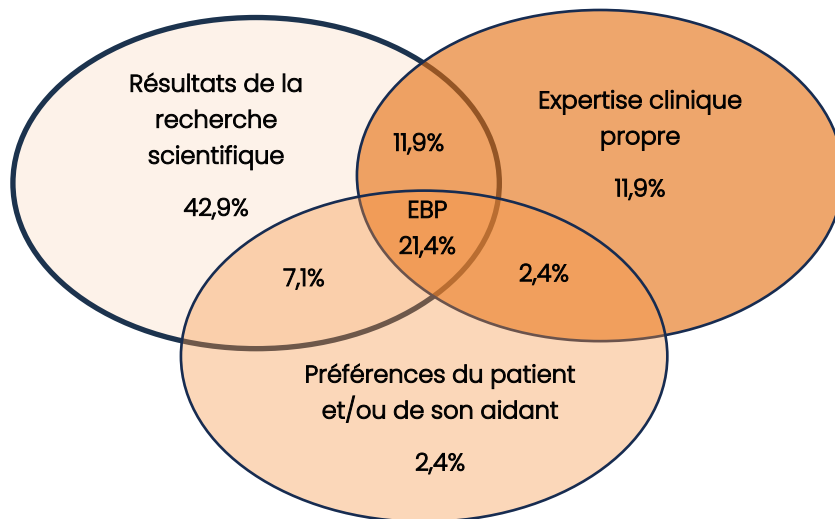 Résultats de la
recherche
scientifique
42,9%
Expertise clinique
propre
11,9%
11,9%
EBP
21,4%
7,1%
2,4%
Préférences du patient
et/ou de son aidant
2,4%